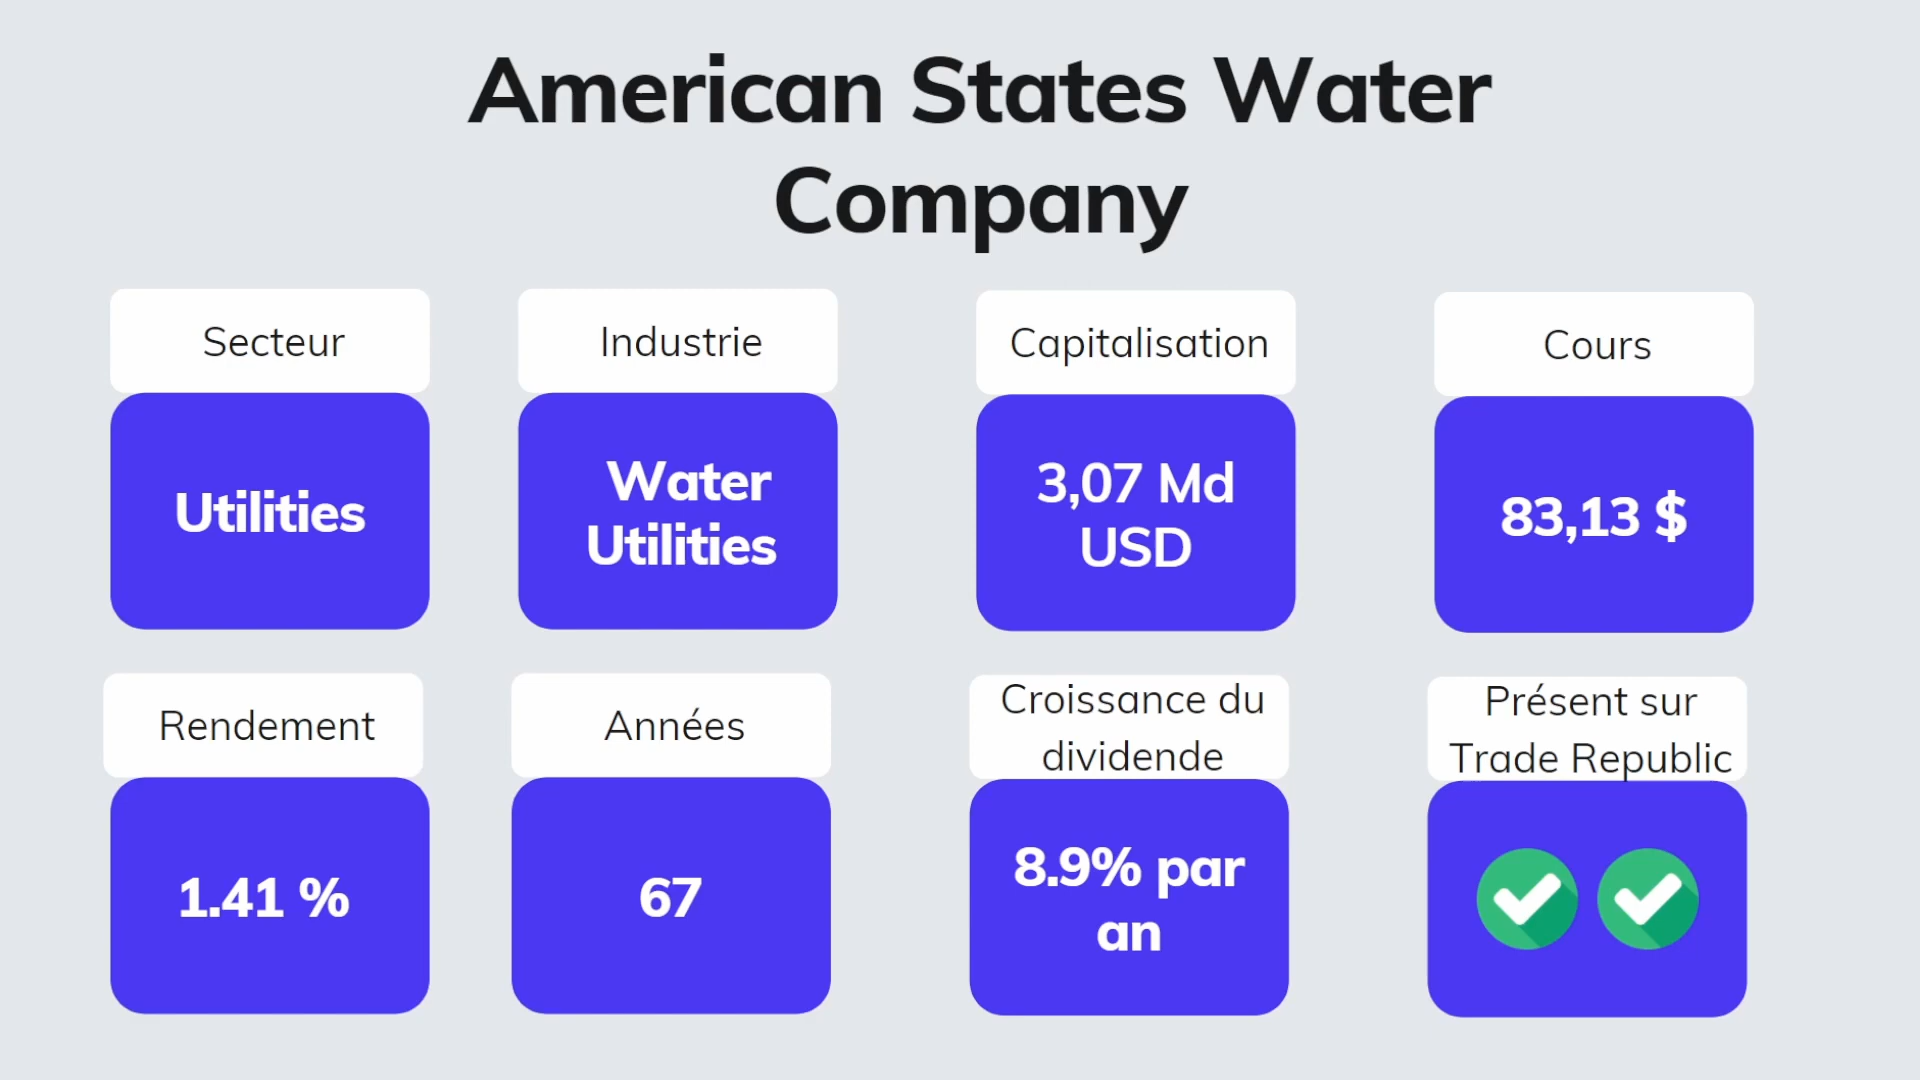 American States Water
Company
Secteur
Utilities
Industrie
Water
Utilities
Capitalisation
3,07 Md
USD
Cours
83,13 $
Rendement
1.41 %
Années
67
Croissance du
dividende
8.9% par
an
Présent sur
Trade Republic